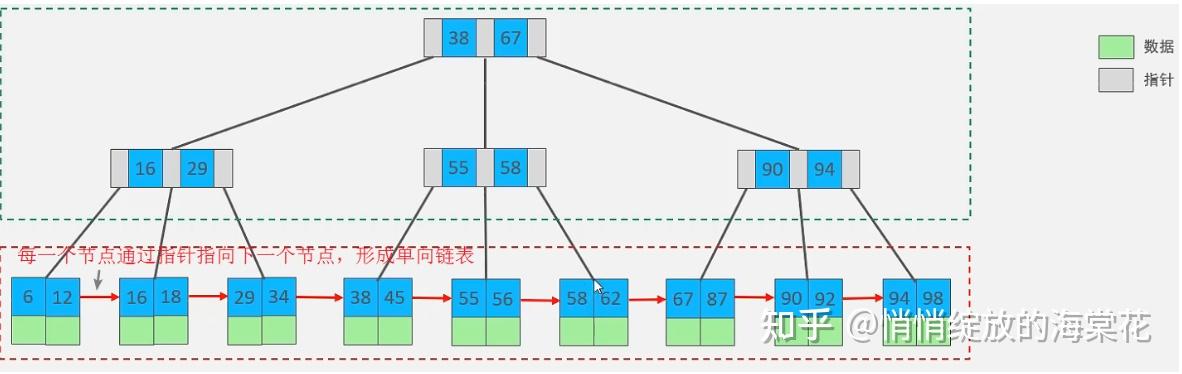 38 67
数据
指针
16 29
55 58
90 94
每一个节点通过指针指向下一个节点，形成单向链表
6 12 16 18 29 34 38 45 55 56 58 62 67 87 90 92 94 98
知乎 @悄悄绽放的海棠花